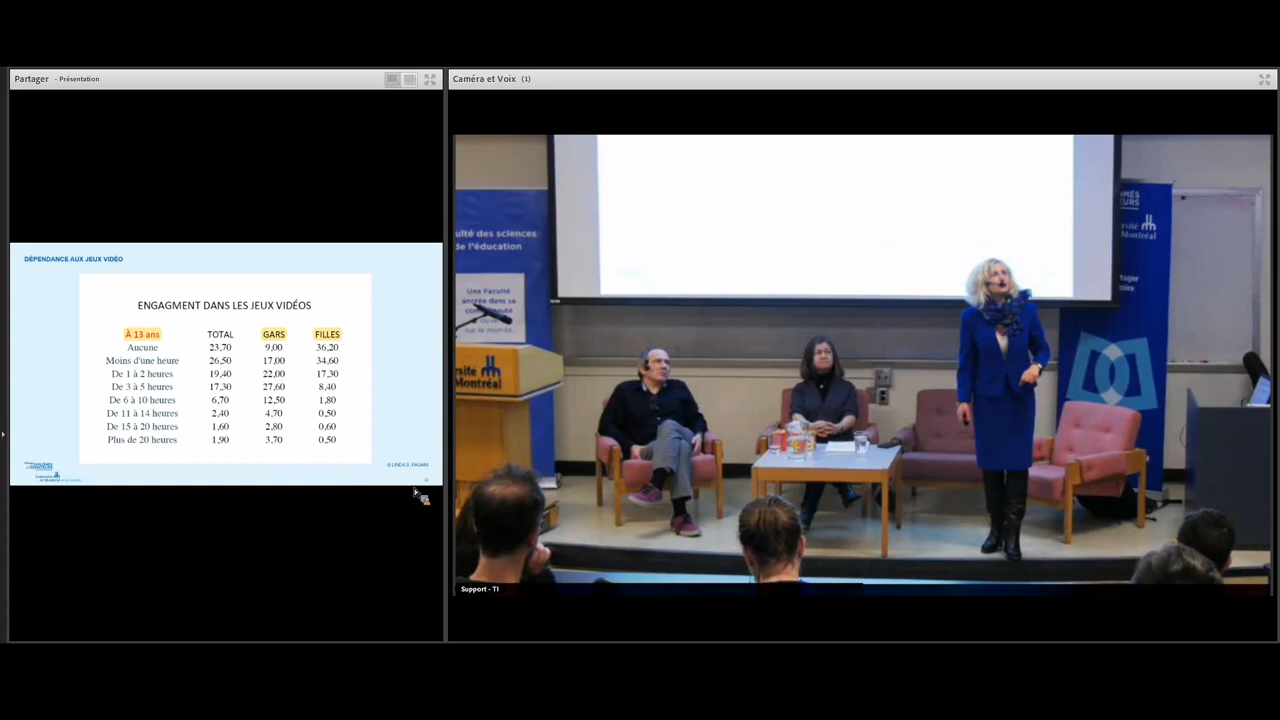 Partager - Présentation
DÉPENDANCE AUX JEUX VIDÉO
ENGAGMENT DANS LES JEUX VIDÉOS
À 13 ans TOTAL GARS FILLES
Aucune 23,70 9,00 36,20
Moins d'une heure 26,50 17,00 34,60
De 1 à 2 heures 19,40 22,00 17,30
De 3 à 5 heures 17,30 27,60 8,40
De 6 à 10 heures 6,70 12,50 1,80
De 11 à 14 heures 2,40 4,70 0,50
De 15 à 20 heures 1,60 2,80 0,60
Plus de 20 heures 1,90 3,70 0,50
© LINDA S. PAGANI
Caméra et Voix (1)
ulté des sciences
de l'éducation
Une Faculté
ancrée dans sa
sur le monde.
Montréal
Montréal
Support - TI